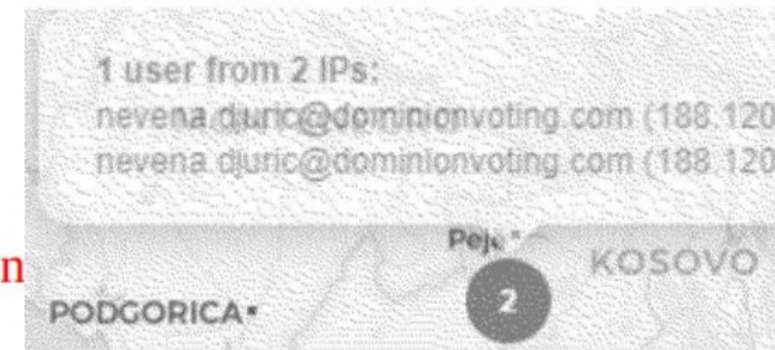 1 user from 2 IPs:
nevena.djuric@dominionvoting.com (188.120
nevena.djuric@dominionvoting.com (188.120
Peje
KOSOVO
n
2
PODGORICA